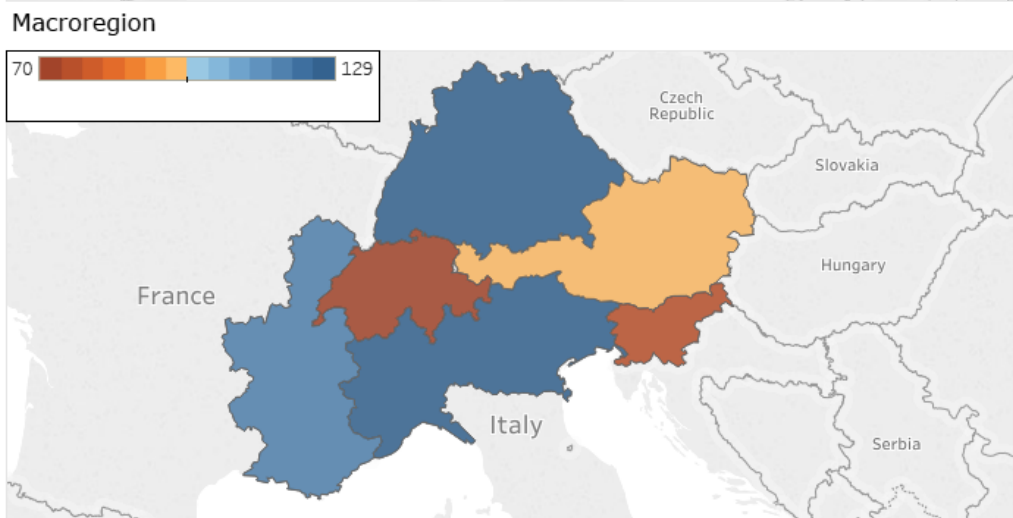 Macroregion
70
129
Czech
Republic
Slovakia
Hungary
France
Italy
Serbia